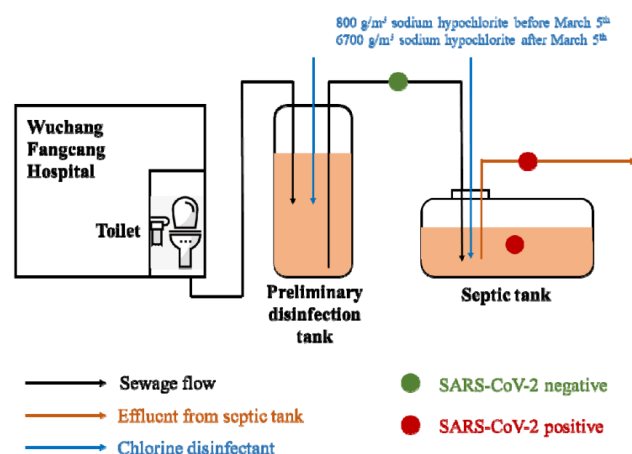 800 g/m³ sodium hypochlorite before March 5th
6700 g/m³ sodium hypochlorite after March 5th
Wuchang
Fangcang
Hospital
Toilet
Preliminary
disinfection
tank
Septic tank
Sewage flow
Effluent from septic tank
Chlorine disinfectant
SARS-CoV-2 negative
SARS-CoV-2 positive